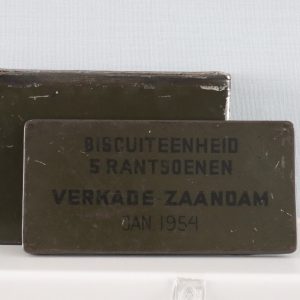 BISCUITEENHEID
5 RANTSOENEN
VERKADE-ZAANDAM
JAN. 1954